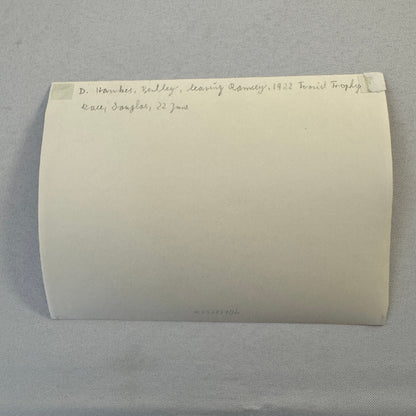 D. Hawkes, Bentley, leaving Ramsey, 1922 Tourist Trophy
Race, Douglas, 22 June